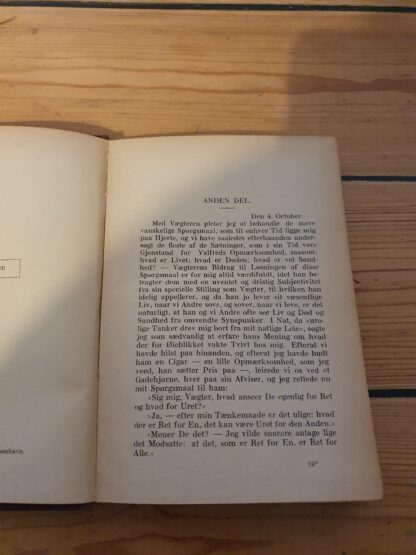 ANDEN DEL.
Den 4. October.
Med Vægteren pleier jeg at behandle de mere
vanskelige Spørgsmaal, som til enhver Tid ligge mig
paa Hjerte, og vi have saaledes efterhaanden under-
søgt de fleste af de Sætninger, som i sin Tid vare
Gjenstand for Valfreds Opmærksomhed, saasom:
hvad er Livet; hvad er Døden; hvad er vel Sand-
hed? — Vægterens Bidrag til Løsningen af disse
Spørgsmaal er for mig altid værdifuldt, idet han be-
tragter dem med en uventet og dristig Subjectivitet
fra sin specielle Stilling som Vægter, til hvilken han
idelig appellerer, og da han jo lever sit væsentlige
Liv, naar vi Andre sove, og sover, naar vi leve, er det
naturligt, at han og vi Andre ofte see Liv og Død og
Sandhed fra omvendte Synspunker. I Nat, da »uro-
lige Tanker drev mig bort fra mit natlige Leie«, søgte
jeg som sædvanlig at erfare hans Mening om hvad
der for Øieblikket vakte Tvivl hos mig. Efterat vi
havde hilst paa hinanden, og efterat jeg havde budt
ham en Cigar — en lille Opmærksomhed, som jeg
veed, han sætter Pris paa —, leirede vi os ved et
Gadehjørne, hver paa sin Afviser, og jeg rettede nu
mit Spørgsmaal til ham:
»Sig mig, Vægter, hvad anseer De egenlig for Ret
og hvad for Uret?«
»Ja, — efter min Tænkemaade er det ulige: hvad
der er Ret for En, det kan være Uret for den Anden.«
»Mener De det? — Jeg vilde snarere antage lige
det Modsatte: at det, som er Ret for En, er Ret for
Alle.«